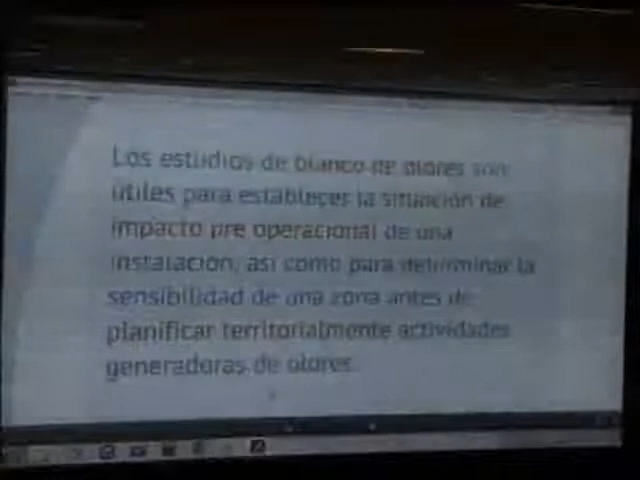 Los estudios de blanco de olores son
útiles para establecer la situación de
impacto pre operacional de una
instalación, así como para determinar la
sensibilidad de una zona antes de
planificar territorialmente actividades
generadoras de olores.